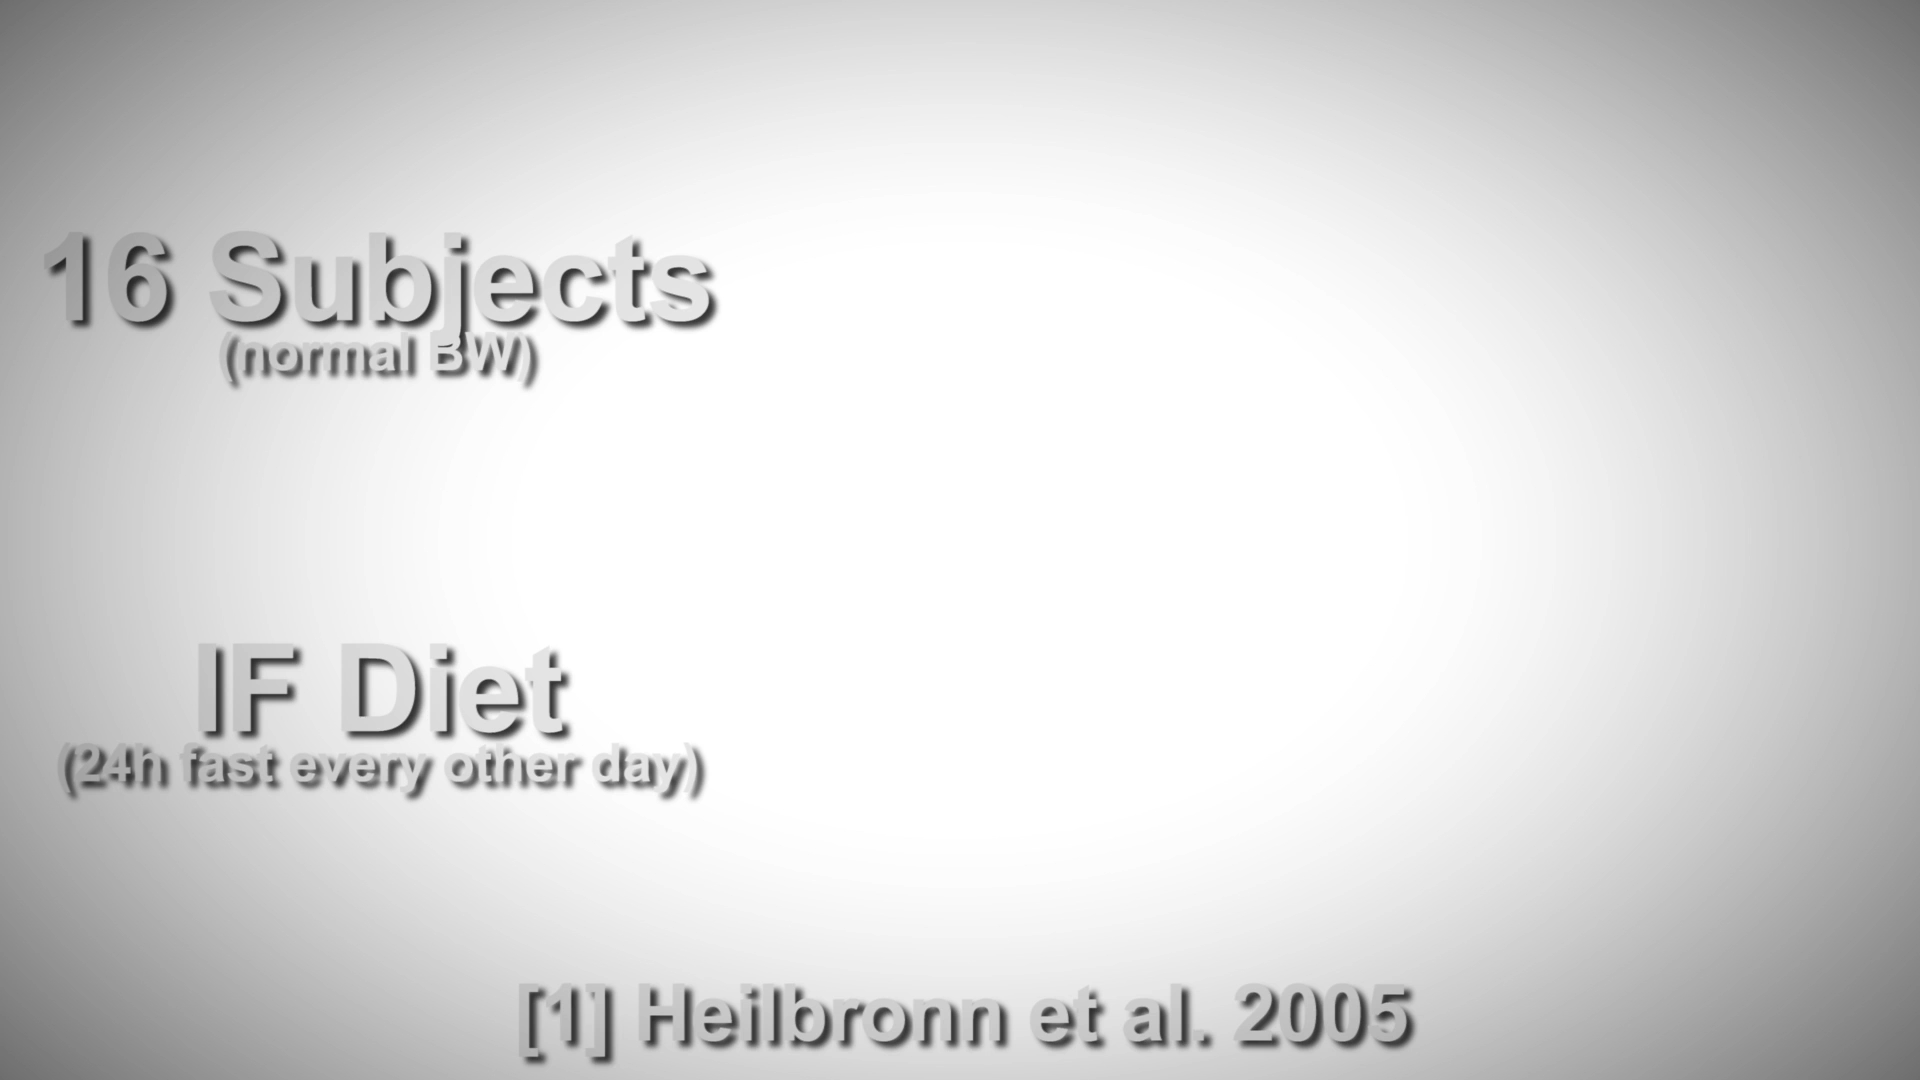 16 Subjects
(normal BW)
IF Diet
(24h fast every other day)
[1] Heilbronn et al. 2005